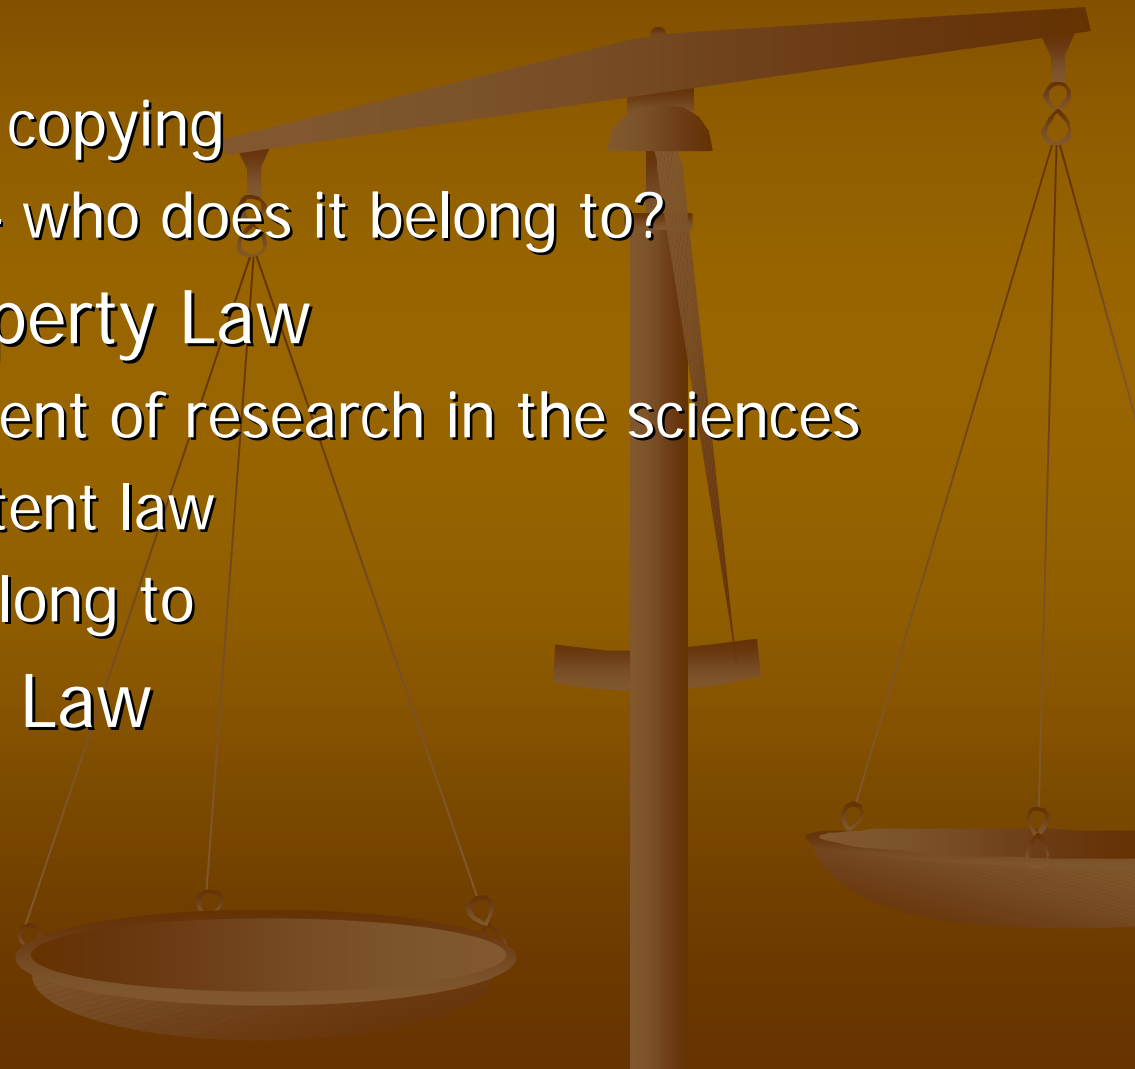 copying
- who does it belong to?
perty Law
ent of research in the sciences
tent law
long to
Law